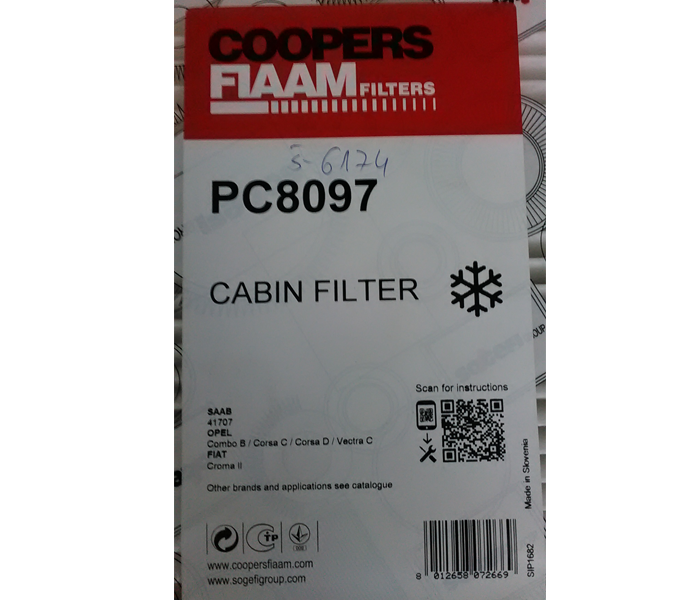 COOPERS
FIAAM FILTERS
5-6174
PC8097
CABIN FILTER
Scan for instructions
SAAB
41707
OPEL
Combo B / Corsa C / Corsa D / Vectra C
FIAT
Croma II
Other brands and applications see catalogue
Made in Slovenia
www.coopersfiaam.com
www.sogefigroup.com
8 012658 072669
SIP1682